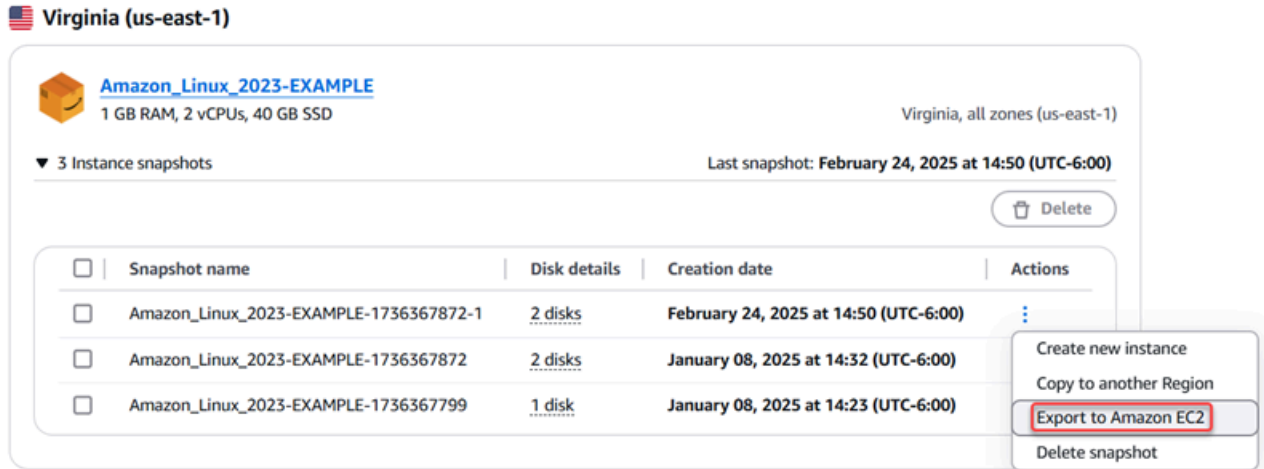 Virginia (us-east-1)
Amazon_Linux_2023-EXAMPLE
1 GB RAM, 2 vCPUs, 40 GB SSD
Virginia, all zones (us-east-1)
3 Instance snapshots
Last snapshot: February 24, 2025 at 14:50 (UTC-6:00)
Delete
Snapshot name Disk details Creation date Actions
Amazon_Linux_2023-EXAMPLE-1736367872-1 2 disks February 24, 2025 at 14:50 (UTC-6:00)
Amazon_Linux_2023-EXAMPLE-1736367872 2 disks January 08, 2025 at 14:32 (UTC-6:00)
Amazon_Linux_2023-EXAMPLE-1736367799 1 disk January 08, 2025 at 14:23 (UTC-6:00)
Create new instance
Copy to another Region
Export to Amazon EC2
Delete snapshot